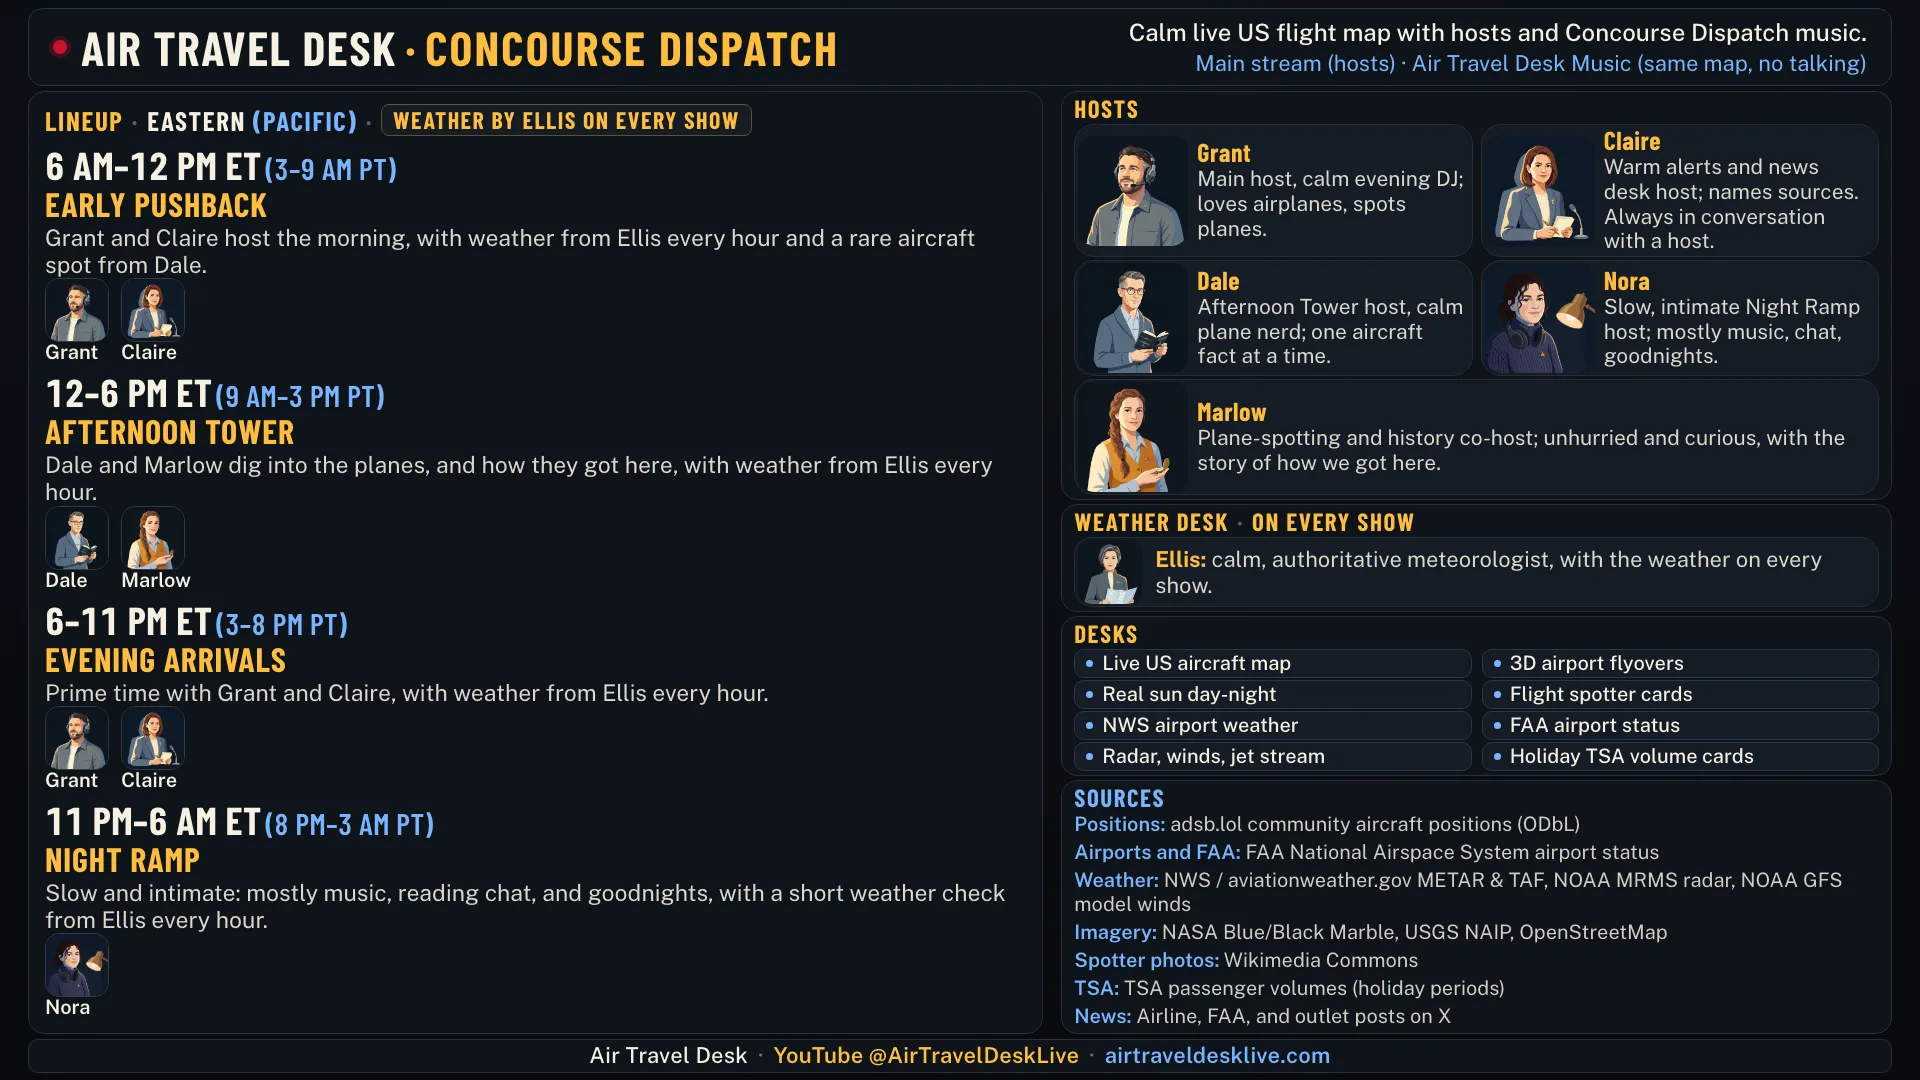 AIR TRAVEL DESK · CONCOURSE DISPATCH
Calm live US flight map with hosts and Concourse Dispatch music.
Main stream (hosts) · Air Travel Desk Music (same map, no talking)
LINEUP · EASTERN (PACIFIC) · WEATHER BY ELLIS ON EVERY SHOW
6 AM–12 PM ET (3–9 AM PT)
EARLY PUSHBACK
Grant and Claire host the morning, with weather from Ellis every hour and a rare aircraft
spot from Dale.
Grant Claire
12–6 PM ET (9 AM–3 PM PT)
AFTERNOON TOWER
Dale and Marlow dig into the planes, and how they got here, with weather from Ellis every
hour.
Dale Marlow
6–11 PM ET (3–8 PM PT)
EVENING ARRIVALS
Prime time with Grant and Claire, with weather from Ellis every hour.
Grant Claire
11 PM–6 AM ET (8 PM–3 AM PT)
NIGHT RAMP
Slow and intimate: mostly music, reading chat, and goodnights, with a short weather check
from Ellis every hour.
Nora
HOSTS
Grant
Main host, calm evening DJ;
loves airplanes, spots
planes.
Claire
Warm alerts and news
desk host; names sources.
Always in conversation
with a host.
Dale
Afternoon Tower host, calm
plane nerd; one aircraft
fact at a time.
Nora
Slow, intimate Night Ramp
host; mostly music, chat,
goodnights.
Marlow
Plane-spotting and history co-host; unhurried and curious, with the
story of how we got here.
WEATHER DESK · ON EVERY SHOW
Ellis: calm, authoritative meteorologist, with the weather on every
show.
DESKS
• Live US aircraft map
• 3D airport flyovers
• Real sun day-night
• Flight spotter cards
• NWS airport weather
• FAA airport status
• Radar, winds, jet stream
• Holiday TSA volume cards
SOURCES
Positions: adsb.lol community aircraft positions (ODbL)
Airports and FAA: FAA National Airspace System airport status
Weather: NWS / aviationweather.gov METAR & TAF, NOAA MRMS radar, NOAA GFS
model winds
Imagery: NASA Blue/Black Marble, USGS NAIP, OpenStreetMap
Spotter photos: Wikimedia Commons
TSA: TSA passenger volumes (holiday periods)
News: Airline, FAA, and outlet posts on X
Air Travel Desk · YouTube @AirTravelDeskLive · airtraveldesklive.com